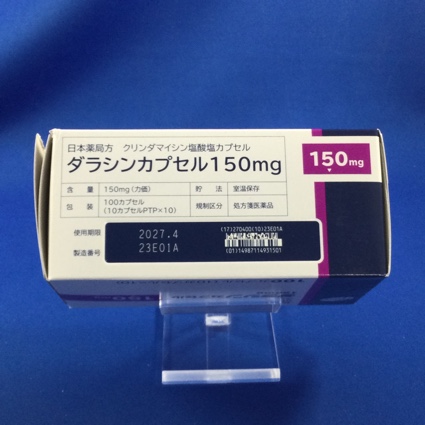 日本薬局方 クリンダマイシン塩酸塩カプセル
ダラシンカプセル150mg
150mg
含 量 150mg(力価) 貯 法 室温保存
包 装 100カプセル (10カプセルPTP×10) 規制区分 処方箋医薬品
使用期限 2027.4
製造番号 23E01A
(17)270400(10)23E01A
(01)14987114931501